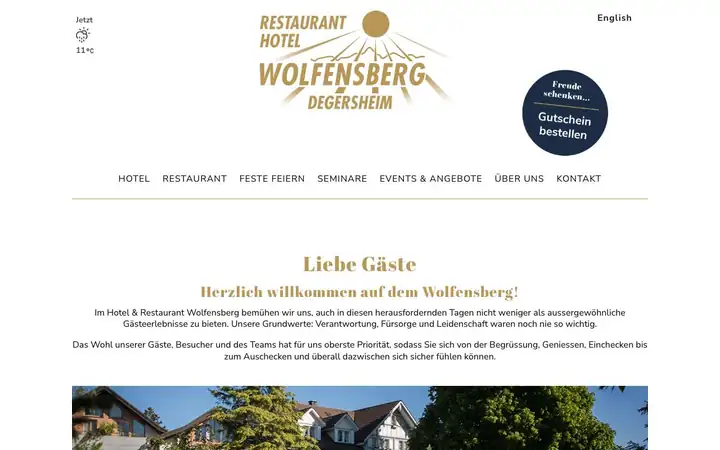 Jetzt
11°C
RESTAURANT
HOTEL
WOLFENSBERG
DEGERSHEIM
English
Freude
schenken...
Gutschein
bestellen
HOTEL RESTAURANT FESTE FEIERN SEMINARE EVENTS & ANGEBOTE ÜBER UNS KONTAKT
Liebe Gäste
Herzlich willkommen auf dem Wolfensberg!
Im Hotel & Restaurant Wolfensberg bemühen wir uns, auch in diesen herausfordernden Tagen nicht weniger als aussergewöhnliche
Gästeerlebnisse zu bieten. Unsere Grundwerte: Verantwortung, Fürsorge und Leidenschaft waren noch nie so wichtig.
Das Wohl unserer Gäste, Besucher und des Teams hat für uns oberste Priorität, sodass Sie sich von der Begrüssung, Geniessen, Einchecken bis
zum Auschecken und überall dazwischen sich sicher fühlen können.